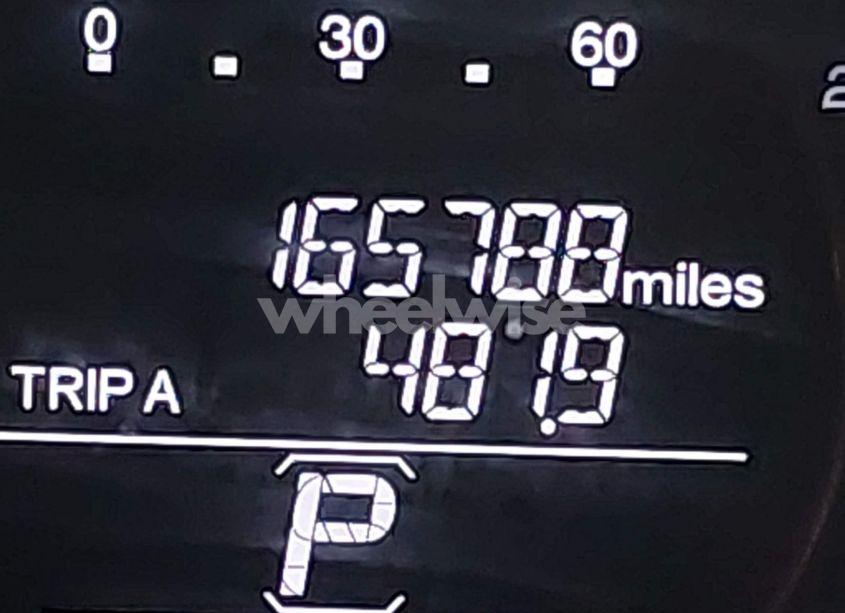 0 30 60
165788 miles
wheelwise
TRIP A 481.9
P